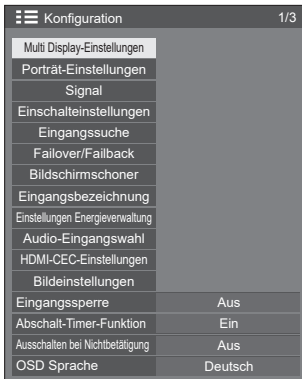 Konfiguration 1/3
Multi Display-Einstellungen
Porträt-Einstellungen
Signal
Einschalteinstellungen
Eingangssuche
Failover/Failback
Bildschirmschoner
Eingangsbezeichnung
Einstellungen Energieverwaltung
Audio-Eingangswahl
HDMI-CEC-Einstellungen
Bildeinstellungen
Eingangssperre Aus
Abschalt-Timer-Funktion Ein
Ausschalten bei Nichtbetätigung Aus
OSD Sprache Deutsch